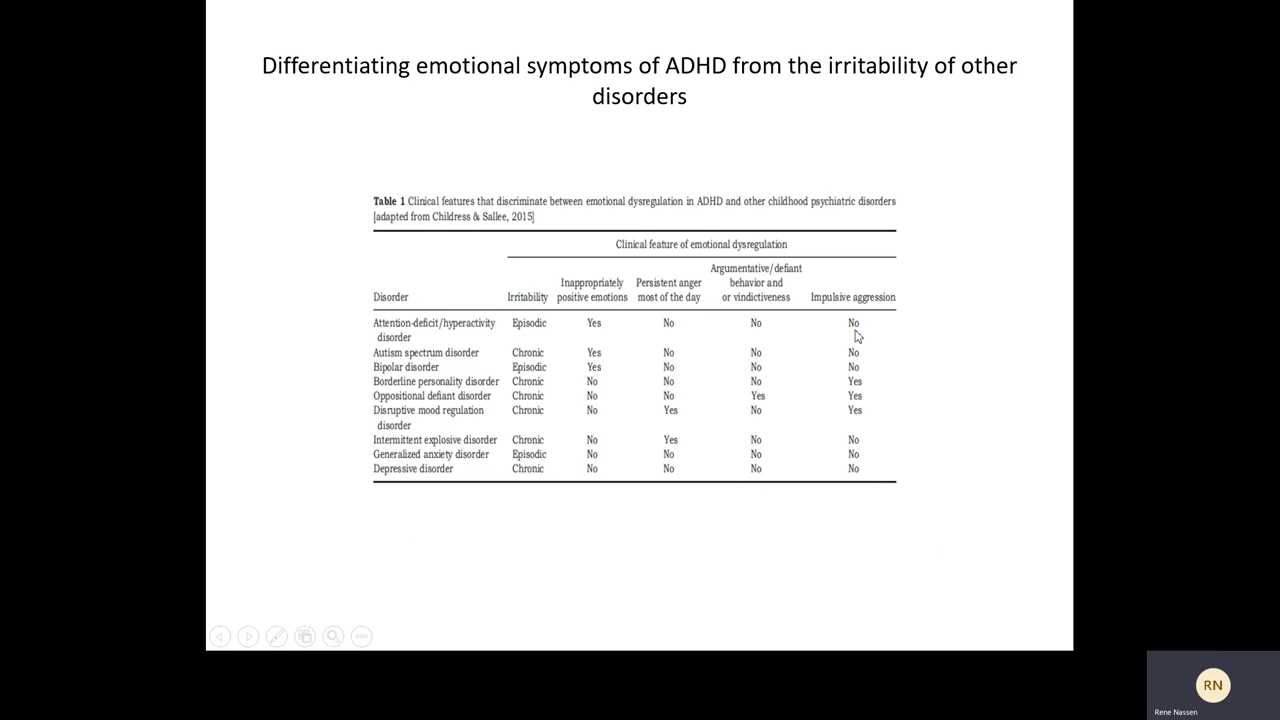 Differentiating emotional symptoms of ADHD from the irritability of other
disorders
Table 1 Clinical features that discriminate between emotional dysregulation in ADHD and other childhood psychiatric disorders
[adapted from Childress & Sallee, 2015]
Clinical feature of emotional dysregulation
Argumentative/defiant
Inappropriately Persistent anger behavior and
Disorder Irritability positive emotions most of the day or vindictiveness Impulsive aggression
Attention-deficit/hyperactivity Episodic Yes No No No
disorder
Autism spectrum disorder Chronic Yes No No No
Bipolar disorder Episodic Yes No No No
Borderline personality disorder Chronic No No No Yes
Oppositional defiant disorder Chronic No No Yes Yes
Disruptive mood regulation Chronic No Yes No Yes
disorder
Intermittent explosive disorder Chronic No Yes No No
Generalized anxiety disorder Episodic No No No No
Depressive disorder Chronic No No No No
RN
Rene Nassen